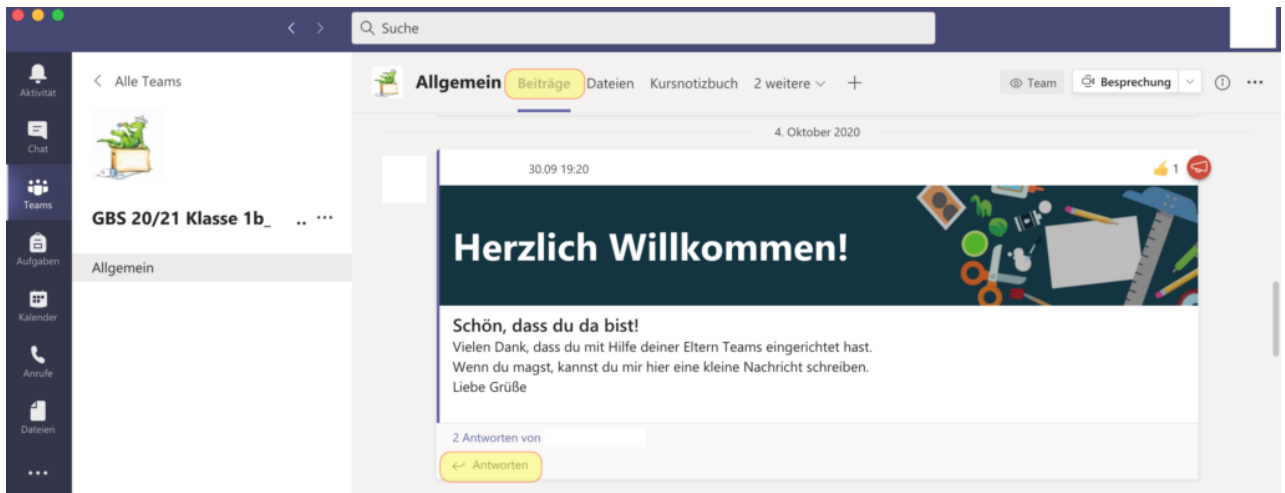 Suche
Aktivität
Chat
Teams
Aufgaben
Kalender
Anrufe
Dateien
Alle Teams
GBS 20/21 Klasse 1b_ .. ...
Allgemein
Allgemein Beiträge Dateien Kursnotizbuch 2 weitere
Team Besprechung
4. Oktober 2020
30.09 19:20
1
Herzlich Willkommen!
Schön, dass du da bist!
Vielen Dank, dass du mit Hilfe deiner Eltern Teams eingerichtet hast.
Wenn du magst, kannst du mir hier eine kleine Nachricht schreiben.
Liebe Grüße
2 Antworten von
Antworten